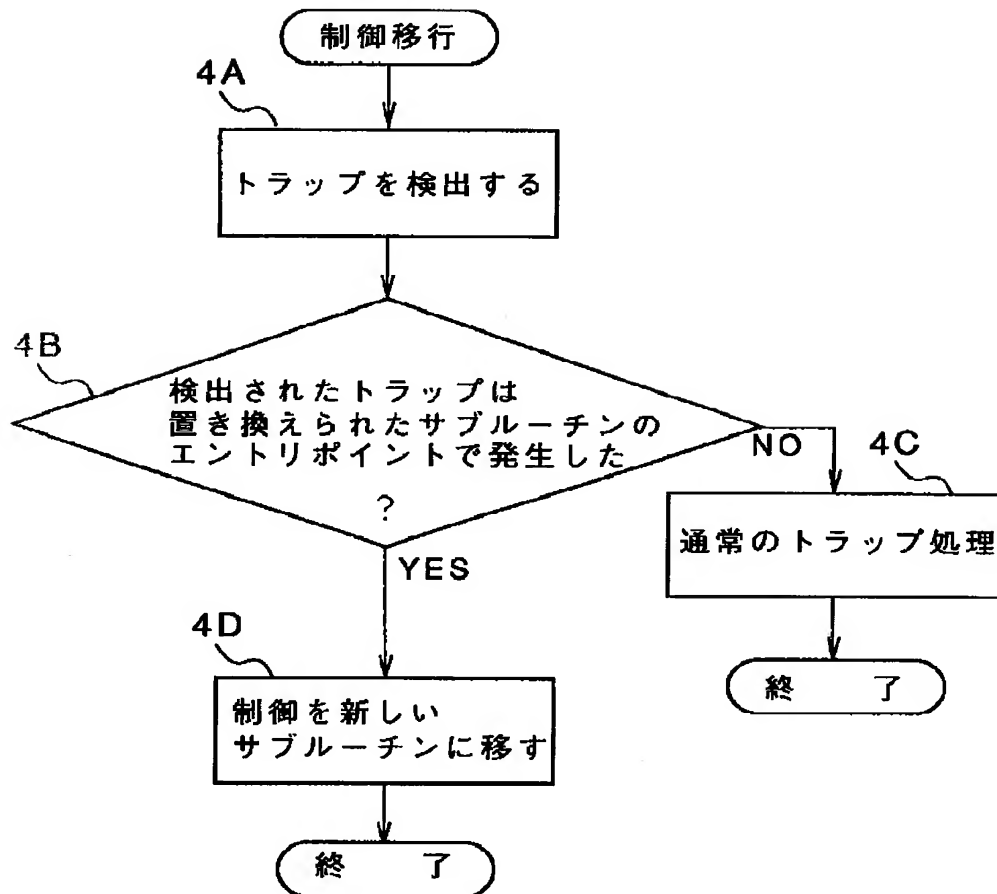 制御移行
4A
トラップを検出する
4B
検出されたトラップは
置き換えられたサブルーチンの
エントリポイントで発生した
?
NO
4C
通常のトラップ処理
終 了
YES
4D
制御を新しい
サブルーチンに移す
終 了